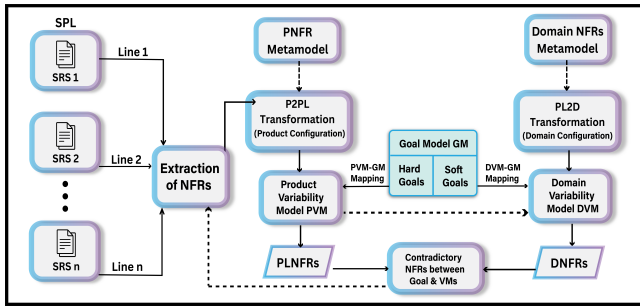 SPL
SRS 1
Line 1
SRS 2
Line 2
SRS n
Line n
Extraction
of NFRs
PNFR
Metamodel
P2PL
Transformation
(Product Configuration)
Product
Variability
Model PVM
PLNFRs
Goal Model GM
Hard
Goals
Soft
Goals
PVM-GM
Mapping
DVM-GM
Mapping
Contradictory
NFRs between
Goal & VMs
Domain NFRs
Metamodel
PL2D
Transformation
(Domain Configuration)
Domain
Variability
Model DVM
DNFRs